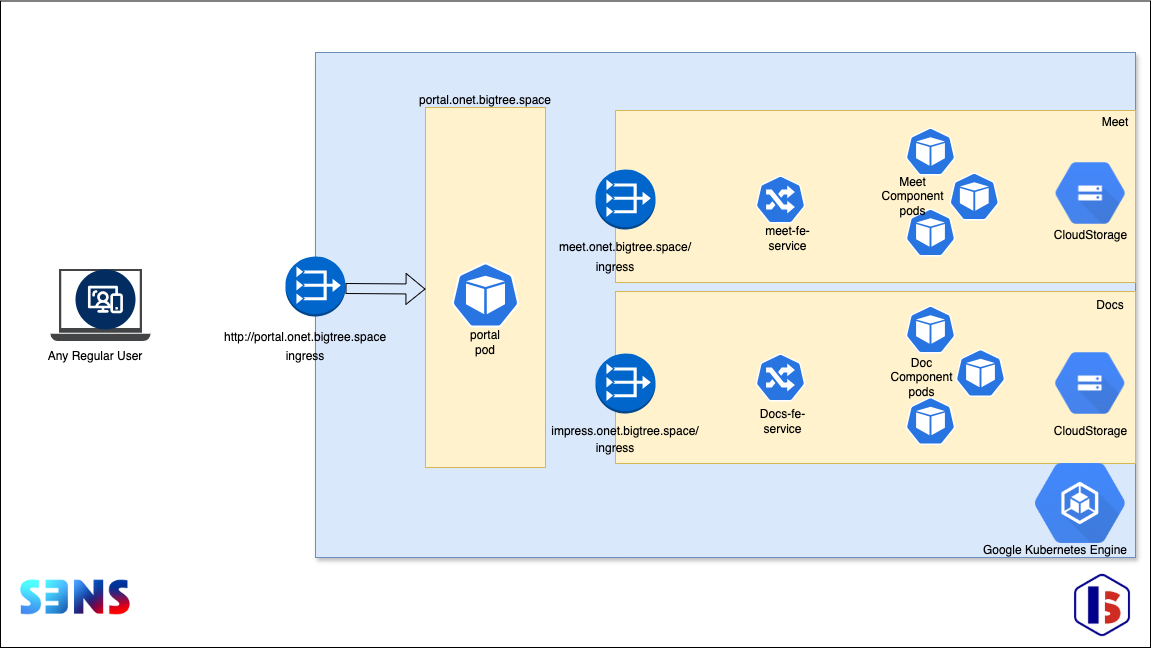 portal.onet.bigtree.space
Meet
Meet
Component
pods
CloudStorage
meet-fe-
service
meet.onet.bigtree.space/
ingress
Docs
Doc
Component
pods
CloudStorage
Docs-fe-
service
impress.onet.bigtree.space/
ingress
portal
pod
http://portal.onet.bigtree.space
ingress
Any Regular User
Google Kubernetes Engine
S3NS
IS